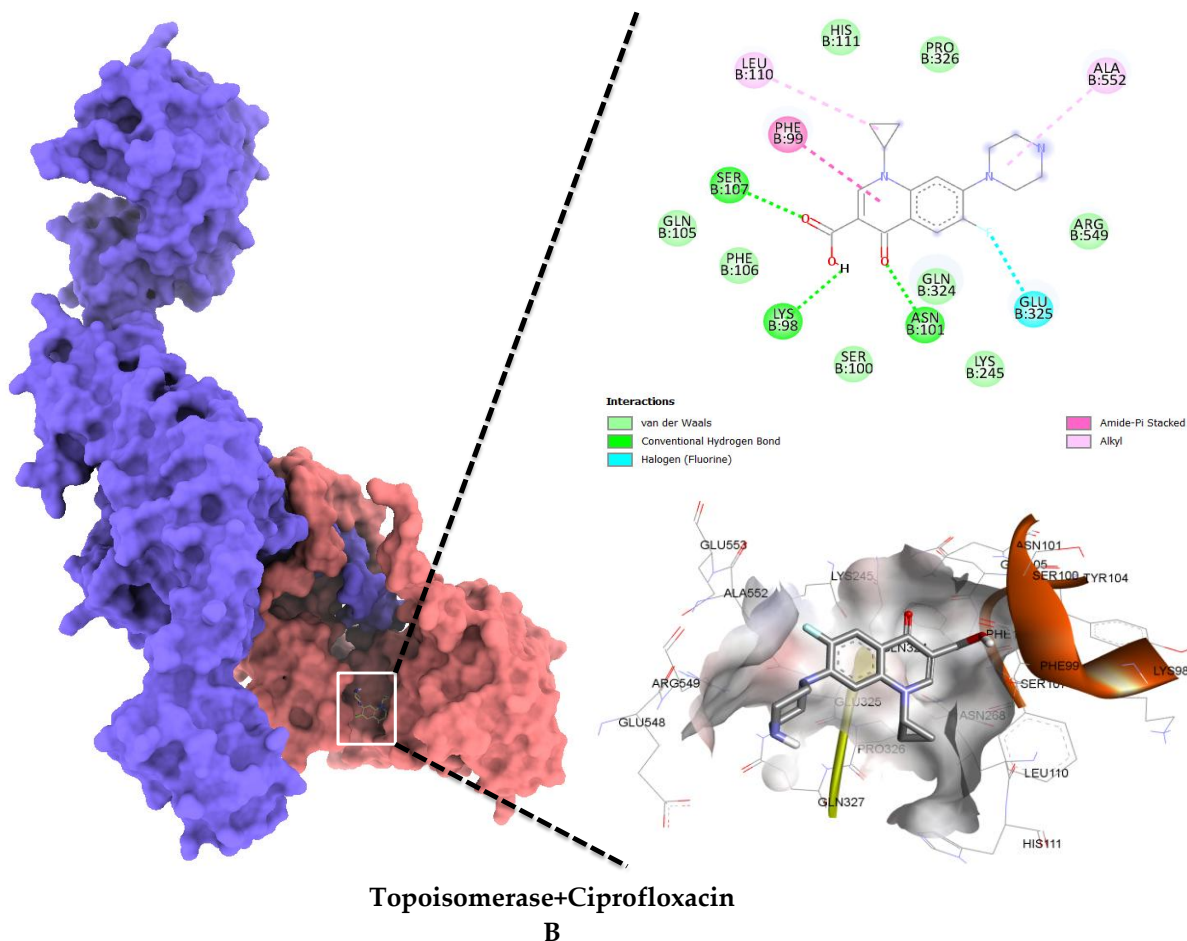 HIS
B:111
PRO
B:326
LEU
B:110
ALA
B:552
PHE
B:99
SER
B:107
GLN
B:105
ARG
B:549
PHE
B:106
GLN
B:324
GLU
B:325
LYS
B:98
ASN
B:101
SER
B:100
LYS
B:245
N
N
N
O
O
H
O
Interactions
van der Waals
Conventional Hydrogen Bond
Halogen (Fluorine)
Amide-Pi Stacked
Alkyl
GLU553
ASN101
LYS245
SER100
TYR104
ALA552
PHE99
LYS98
ARG549
GLU325
ASN268
GLU548
PRO326
LEU110
GLN327
HIS111
Topoisomerase+Ciprofloxacin
B